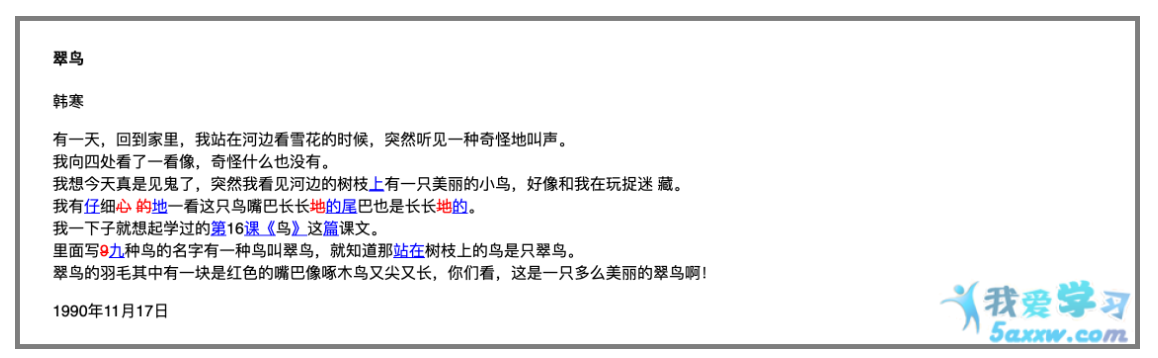 翠鸟
韩寒
有一天，回到家里，我站在河边看雪花的时候，突然听见一种奇怪地叫声。
我向四处看了一看像，奇怪什么也没有。
我想今天真是见鬼了，突然我看见河边的树枝上有一只美丽的小鸟，好像和我在玩捉迷 藏。
我有仔细心 的地一看这只鸟嘴巴长长地的尾巴也是长长地的。
我一下子就想起学过的第16课《鸟》这篇课文。
里面写9九种鸟的名字有一种鸟叫翠鸟，就知道那站在树枝上的鸟是只翠鸟。
翠鸟的羽毛其中有一块是红色的嘴巴像啄木鸟又尖又长，你们看，这是一只多么美丽的翠鸟啊！
1990年11月17日
我爱学习
5axxw.com